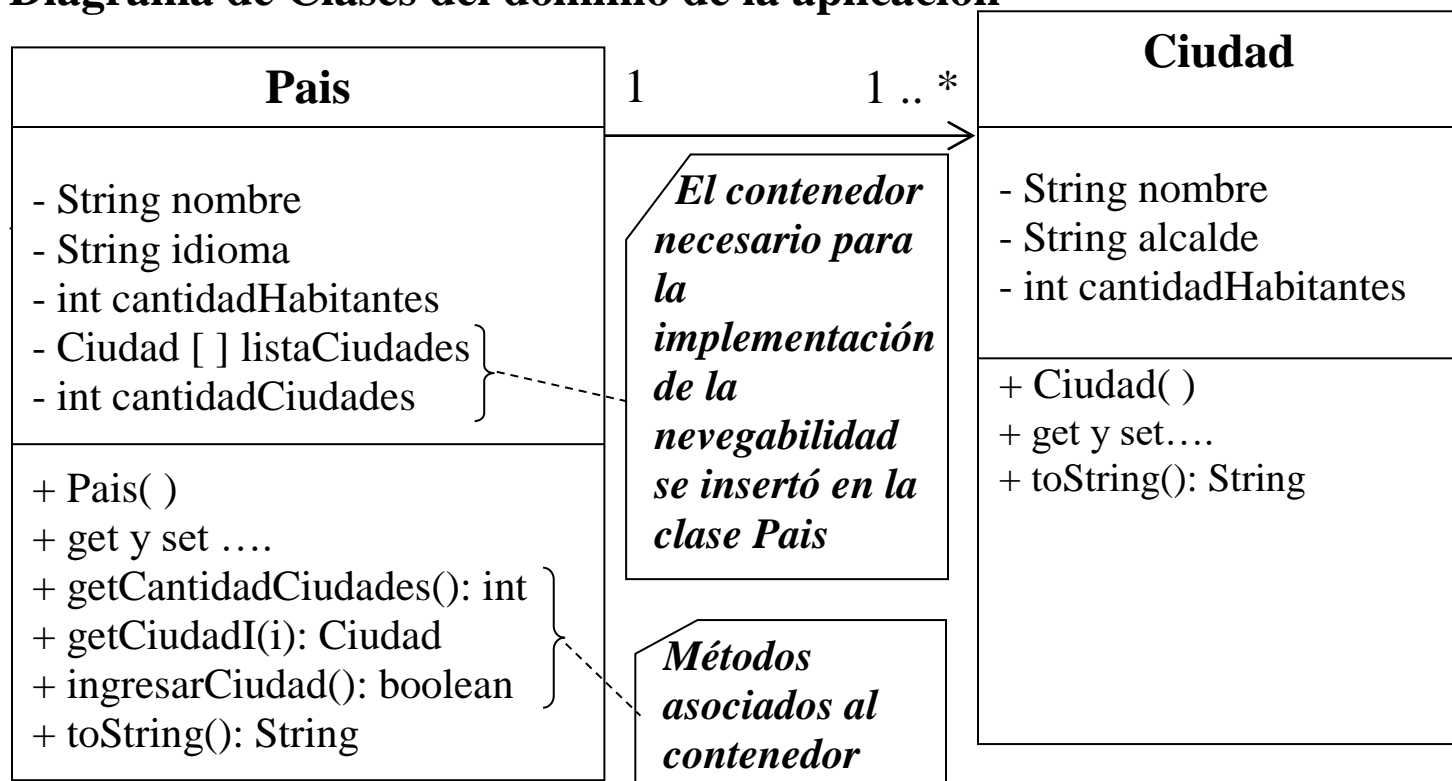 Diagrama de Clases del dominio de la aplicación
Pais
- String nombre
- String idioma
- int cantidadHabitantes
- Ciudad [ ] listaCiudades
- int cantidadCiudades
+ Pais( )
+ get y set ….
+ getCantidadCiudades(): int
+ getCiudadI(i): Ciudad
+ ingresarCiudad(): boolean
+ toString(): String
1
1 .. *
El contenedor
necesario para
la
implementación
de la
nevegabilidad
se insertó en la
clase Pais
Métodos
asociados al
contenedor
Ciudad
- String nombre
- String alcalde
- int cantidadHabitantes
+ Ciudad( )
+ get y set….
+ toString(): String